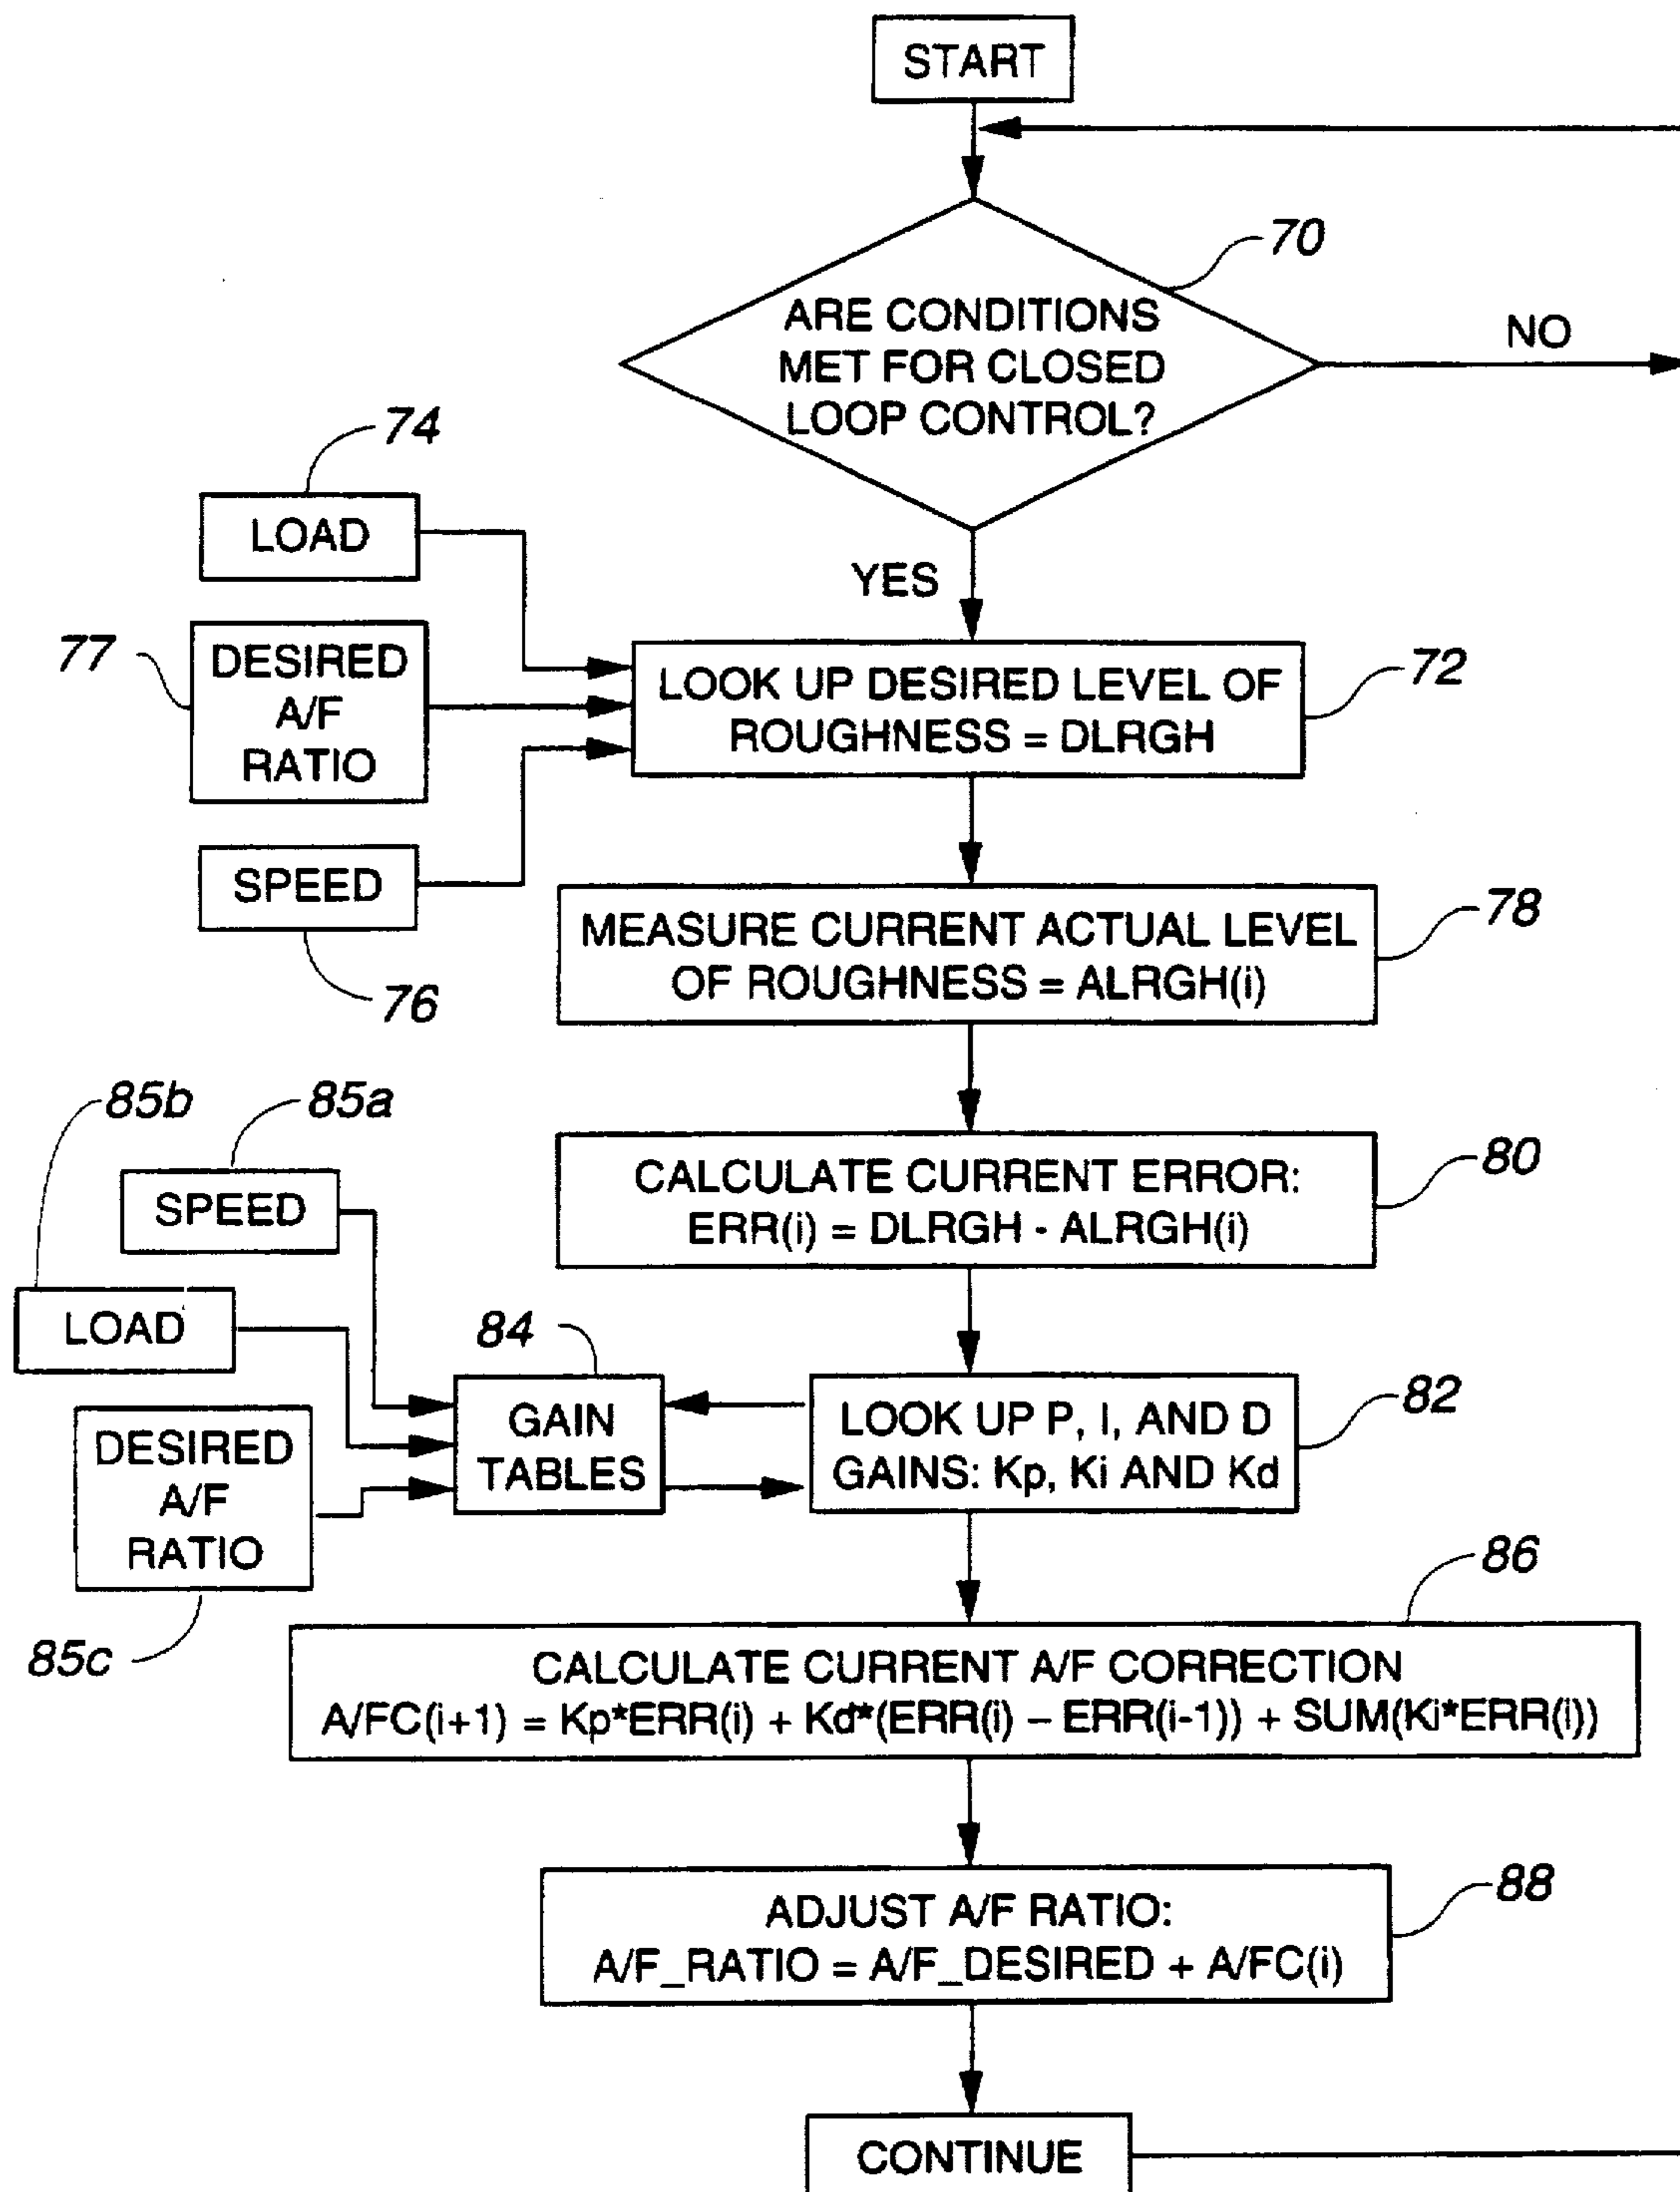 START
70
ARE CONDITIONS
MET FOR CLOSED
LOOP CONTROL?
NO
YES
74
LOAD
77
DESIRED
A/F
RATIO
SPEED
76
LOOK UP DESIRED LEVEL OF
ROUGHNESS = DLRGH
72
MEASURE CURRENT ACTUAL LEVEL
OF ROUGHNESS = ALRGH(i)
78
CALCULATE CURRENT ERROR:
ERR(i) = DLRGH - ALRGH(i)
80
85b
85a
SPEED
LOAD
DESIRED
A/F
RATIO
85c
84
GAIN
TABLES
LOOK UP P, I, AND D
GAINS: Kp, Ki AND Kd
82
86
CALCULATE CURRENT A/F CORRECTION
A/FC(i+1) = Kp*ERR(i) + Kd*(ERR(i) – ERR(i-1)) + SUM(Ki*ERR(i))
ADJUST A/F RATIO:
A/F_RATIO = A/F_DESIRED + A/FC(i)
88
CONTINUE